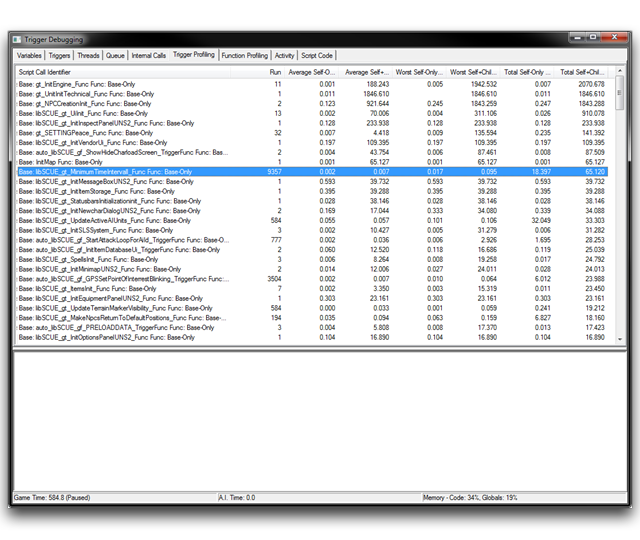 Trigger Debugging
Variables Triggers Threads Queue Internal Calls Trigger Profiling Function Profiling Activity Script Code
Script Call Identifier Run Average Self-O... Average Self+... Worst Self-Only... Worst Self+Chil... Total Self-Only ... Total Self+Chil...
Base: gt_InitEngine_Func Func: Base-Only 11 0.001 188.243 0.005 1942.532 0.007 2070.678
Base: gt_UnitInitTechnical_Func Func: Base-Only 1 0.011 1846.610 0.011 1846.610 0.011 1846.610
Base: gt_NPCCreationInit_Func Func: Base-Only 2 0.123 921.644 0.245 1843.259 0.247 1843.288
Base: libSCUE_gt_UiInit_Func Func: Base-Only 13 0.002 70.006 0.004 311.106 0.026 910.078
Base: libSCUE_gt_InitInspectPanelUNS2_Func Func: Base-Only 1 0.128 233.938 0.128 233.938 0.128 233.938
Base: gt_SETTINGPeace_Func Func: Base-Only 32 0.007 4.418 0.009 135.594 0.235 141.392
Base: libSCUE_gt_InitVendorUi_Func Func: Base-Only 1 0.197 109.395 0.197 109.395 0.197 109.395
Base: auto_libSCUE_gf_ShowHideCharloadScreen_TriggerFunc Func: Bas... 2 0.004 43.754 0.006 87.461 0.008 87.509
Base: InitMap Func: Base-Only 1 0.001 65.127 0.001 65.127 0.001 65.127
Base: libSCUE_gt_MinimumTimeIntervall_Func Func: Base-Only 9357 0.002 0.007 0.017 0.095 18.397 65.120
Base: libSCUE_gt_InitMessageBoxUNS2_Func Func: Base-Only 1 0.593 39.732 0.593 39.732 0.593 39.732
Base: libSCUE_gt_InitItemStorage_Func Func: Base-Only 1 0.395 39.288 0.395 39.288 0.395 39.288
Base: libSCUE_gt_StatusbarsInitializationinit_Func Func: Base-Only 1 0.028 38.146 0.028 38.146 0.028 38.146
Base: libSCUE_gt_InitNewcharDialogUNS2_Func Func: Base-Only 2 0.169 17.044 0.333 34.080 0.339 34.088
Base: libSCUE_gt_UpdateActiveAIUnits_Func Func: Base-Only 584 0.055 0.057 0.101 0.106 32.049 33.303
Base: libSCUE_gt_InitSLSSystem_Func Func: Base-Only 3 0.002 10.427 0.005 31.279 0.006 31.282
Base: auto_libSCUE_gf_StartAttackLoopForAIId_TriggerFunc Func: Base-... 777 0.002 0.036 0.006 2.926 1.695 28.253
Base: auto_libSCUE_gf_InitItemDatabaseUi_TriggerFunc Func: Base-Only 2 0.060 12.520 0.118 16.686 0.119 25.039
Base: libSCUE_gt_SpellsInit_Func Func: Base-Only 3 0.006 8.264 0.008 19.258 0.017 24.792
Base: libSCUE_gt_InitMinimapUNS2_Func Func: Base-Only 2 0.014 12.006 0.027 24.011 0.028 24.013
Base: auto_libSCUE_gf_GPSSetPointOfInterestBlinking_TriggerFunc Func:... 3504 0.002 0.007 0.010 0.064 6.012 23.988
Base: libSCUE_gt_ItemsInit_Func Func: Base-Only 7 0.002 3.350 0.003 15.319 0.011 23.450
Base: libSCUE_gt_InitEquipmentPanelUNS2_Func Func: Base-Only 1 0.303 23.161 0.303 23.161 0.303 23.161
Base: libSCUE_gt_UpdateTerrainMarkerVisibility_Func Func: Base-Only 584 0.000 0.033 0.001 0.059 0.241 19.212
Base: libSCUE_gt_MakeNpcsReturnToDefaultPositions_Func Func: Base-... 194 0.035 0.094 0.063 0.159 6.827 18.160
Base: auto_libSCUE_gf_PRELOADDATA_TriggerFunc Func: Base-Only 3 0.004 5.808 0.008 17.370 0.013 17.423
Base: libSCUE_gt_InitOptionsPanelUNS2_Func Func: Base-Only 1 0.104 16.890 0.104 16.890 0.104 16.890
Game Time: 584.8 (Paused) A.I. Time: 0.0 Memory - Code: 34%, Globals: 19%